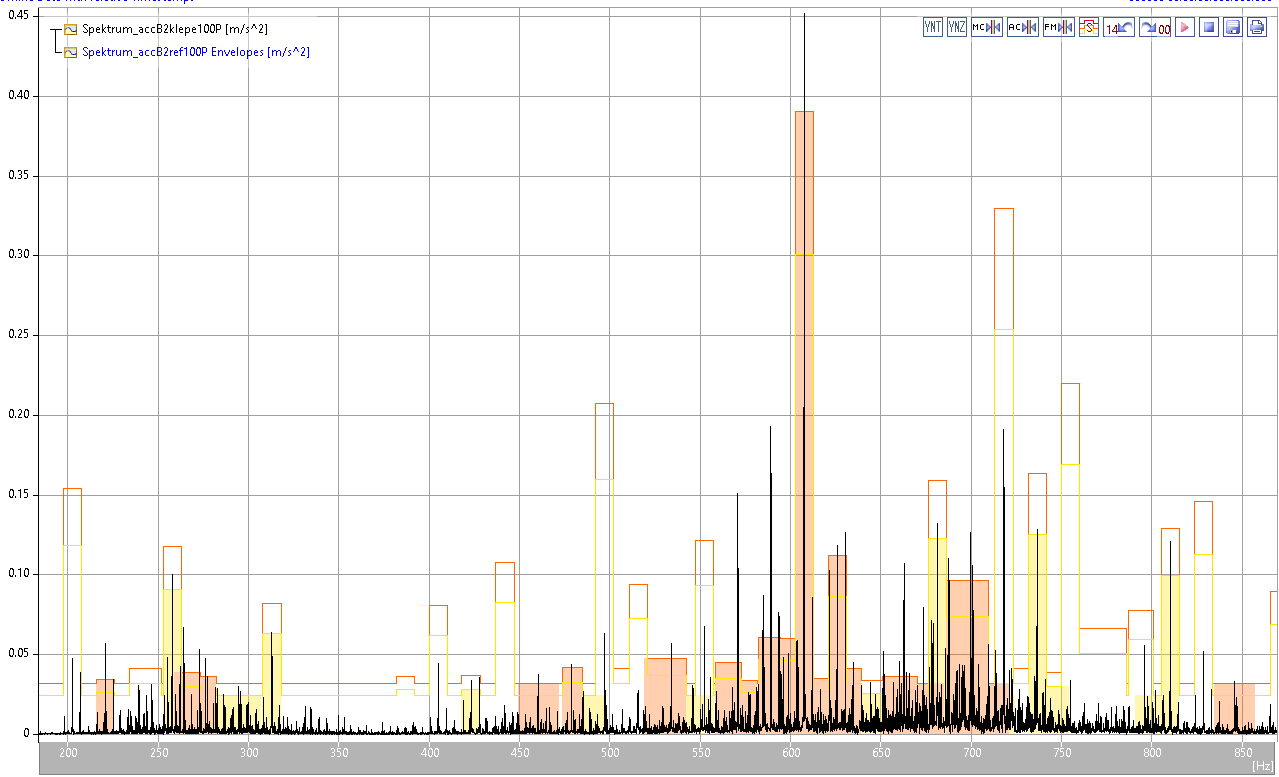 Spektrum_accB2klepe100P [m/s^2]
Spektrum_accB2ref100P Envelopes [m/s^2]
YNT YNZ MC AC FM S 14 00
0.45
0.40
0.35
0.30
0.25
0.20
0.15
0.10
0.05
0
200 250 300 350 400 450 500 550 600 650 700 750 800 850
[Hz]